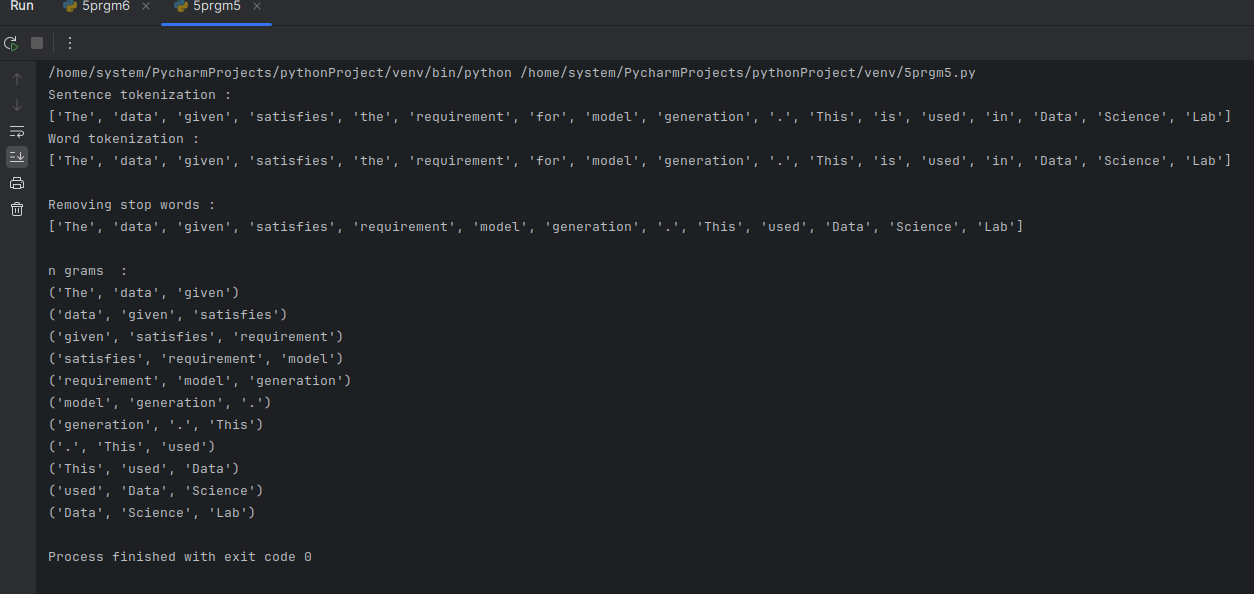 Run 5prgm6 5prgm5
/home/system/PycharmProjects/pythonProject/venv/bin/python /home/system/PycharmProjects/pythonProject/venv/5prgm5.py
Sentence tokenization :
['The', 'data', 'given', 'satisfies', 'the', 'requirement', 'for', 'model', 'generation', '.', 'This', 'is', 'used', 'in', 'Data', 'Science', 'Lab']
Word tokenization :
['The', 'data', 'given', 'satisfies', 'the', 'requirement', 'for', 'model', 'generation', '.', 'This', 'is', 'used', 'in', 'Data', 'Science', 'Lab']
Removing stop words :
['The', 'data', 'given', 'satisfies', 'requirement', 'model', 'generation', '.', 'This', 'used', 'Data', 'Science', 'Lab']
n grams  :
('The', 'data', 'given')
('data', 'given', 'satisfies')
('given', 'satisfies', 'requirement')
('satisfies', 'requirement', 'model')
('requirement', 'model', 'generation')
('model', 'generation', '.')
('generation', '.', 'This')
('.', 'This', 'used')
('This', 'used', 'Data')
('used', 'Data', 'Science')
('Data', 'Science', 'Lab')
Process finished with exit code 0